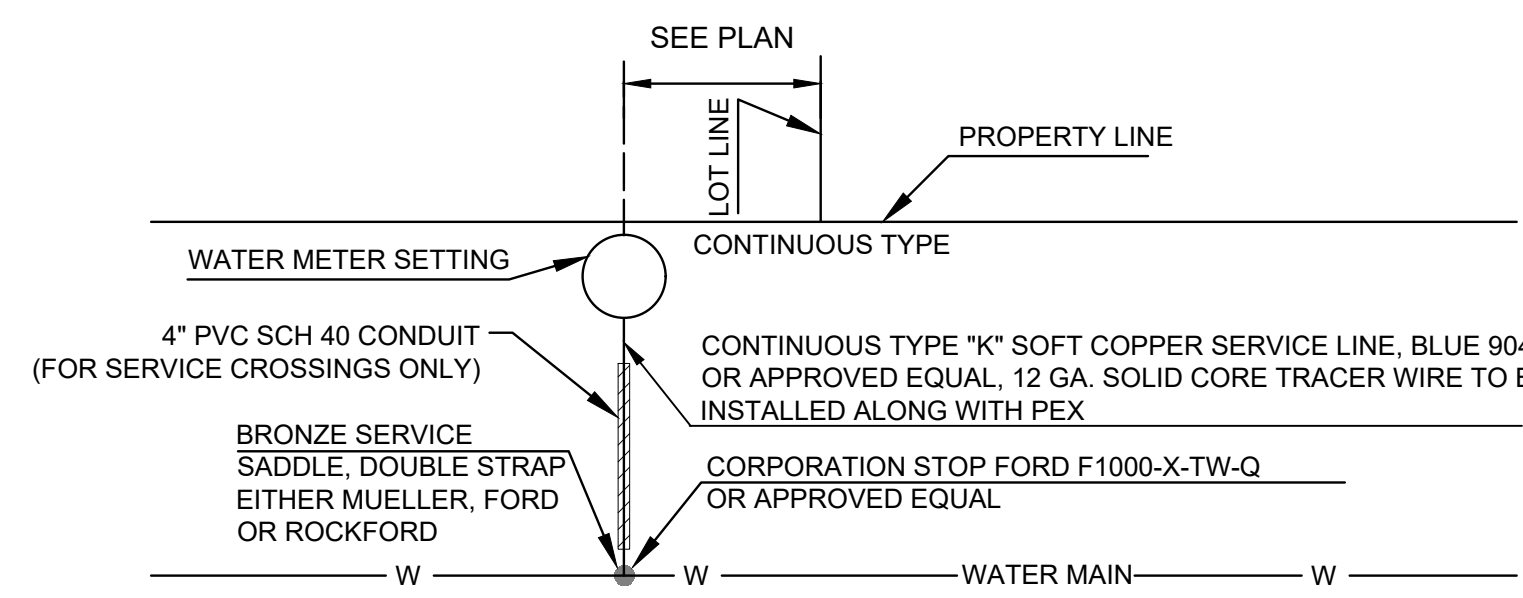 SEE PLAN
LOT LINE
PROPERTY LINE
CONTINUOUS TYPE
WATER METER SETTING
4" PVC SCH 40 CONDUIT
(FOR SERVICE CROSSINGS ONLY)
CONTINUOUS TYPE "K" SOFT COPPER SERVICE LINE, BLUE 904
OR APPROVED EQUAL, 12 GA. SOLID CORE TRACER WIRE TO
INSTALLED ALONG WITH PEX
BRONZE SERVICE
SADDLE, DOUBLE STRAP
EITHER MUELLER, FORD
OR ROCKFORD
CORPORATION STOP FORD F1000-X-TW-Q
OR APPROVED EQUAL
W W WATER MAIN W